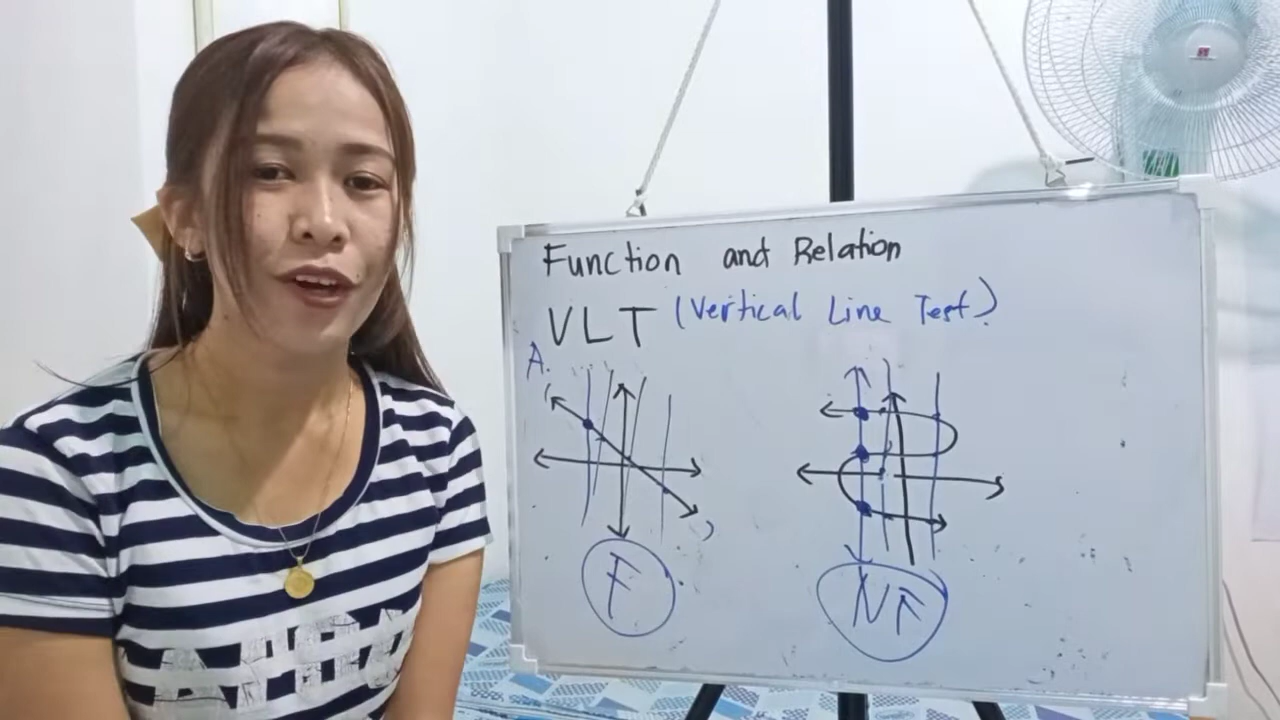 Function and Relation
VLT (Vertical Line Test)
A.
F
NF